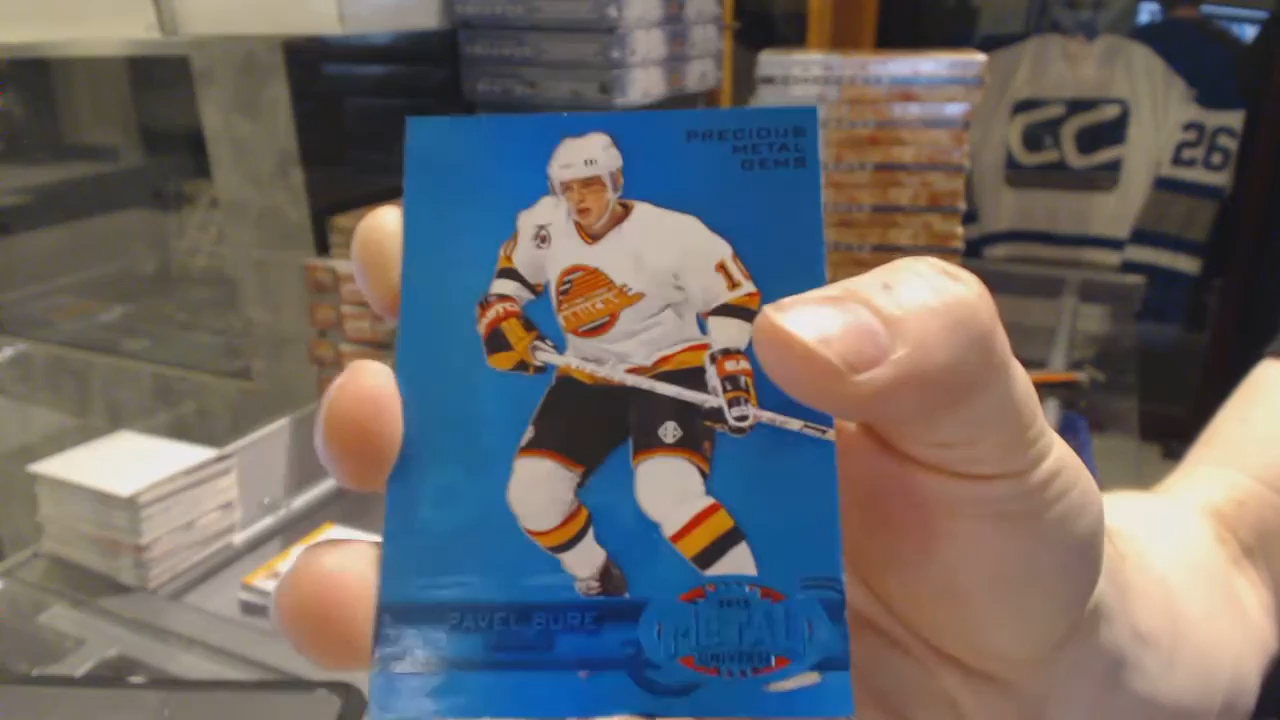 PRECIOUS
METAL
GEMS
CC
26
PAVEL BURE
METAL
UNIVERSE